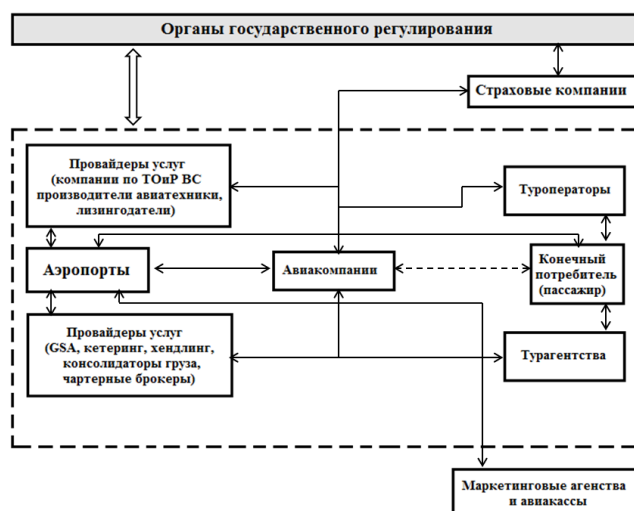 Органы государственного регулирования
Страховые компании
Провайдеры услуг
(компании по ТОиР ВС
производители авиатехники,
лизингодатели)
Туроператоры
Аэропорты
Авиакомпании
Конечный
потребитель
(пассажир)
Провайдеры услуг
(GSA, кетеринг, хендлинг,
консолидаторы груза,
чартерные брокеры)
Турагентства
Маркетинговые агенства
и авиакассы